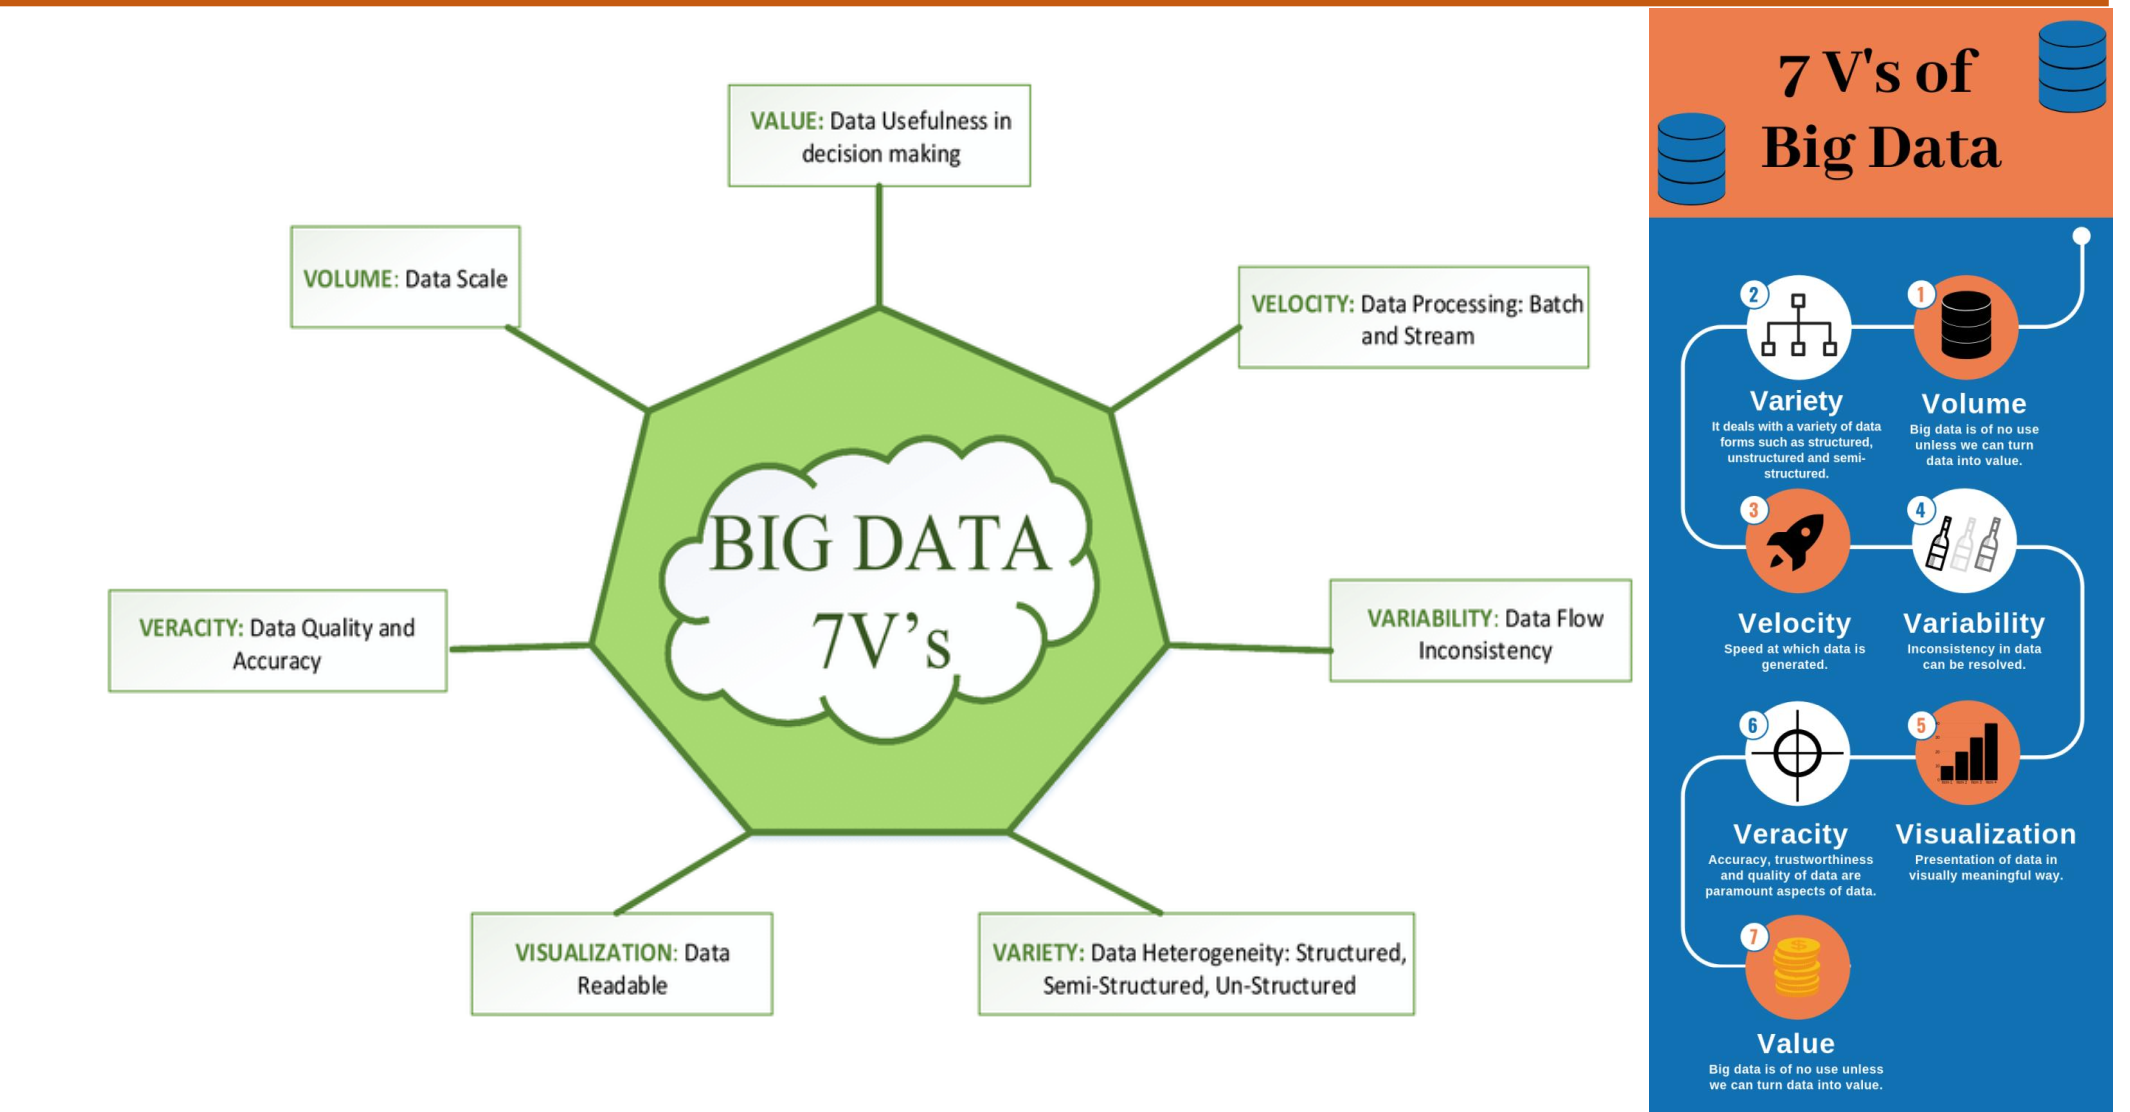 VALUE: Data Usefulness in
decision making
VOLUME: Data Scale
VELOCITY: Data Processing: Batch
and Stream
BIG DATA
7V's
VERACITY: Data Quality and
Accuracy
VARIABILITY: Data Flow
Inconsistency
VISUALIZATION: Data
Readable
VARIETY: Data Heterogeneity: Structured,
Semi-Structured, Un-Structured
7 V's of
Big Data
1
Volume
Big data is of no use
unless we can turn
data into value.
2
Variety
It deals with a variety of data
forms such as structured,
unstructured and semi-
structured.
3
Velocity
Speed at which data is
generated.
4
Variability
Inconsistency in data
can be resolved.
5
Visualization
Presentation of data in
visually meaningful way.
6
Veracity
Accuracy, trustworthiness
and quality of data are
paramount aspects of data.
7
$
Value
Big data is of no use unless
we can turn data into value.